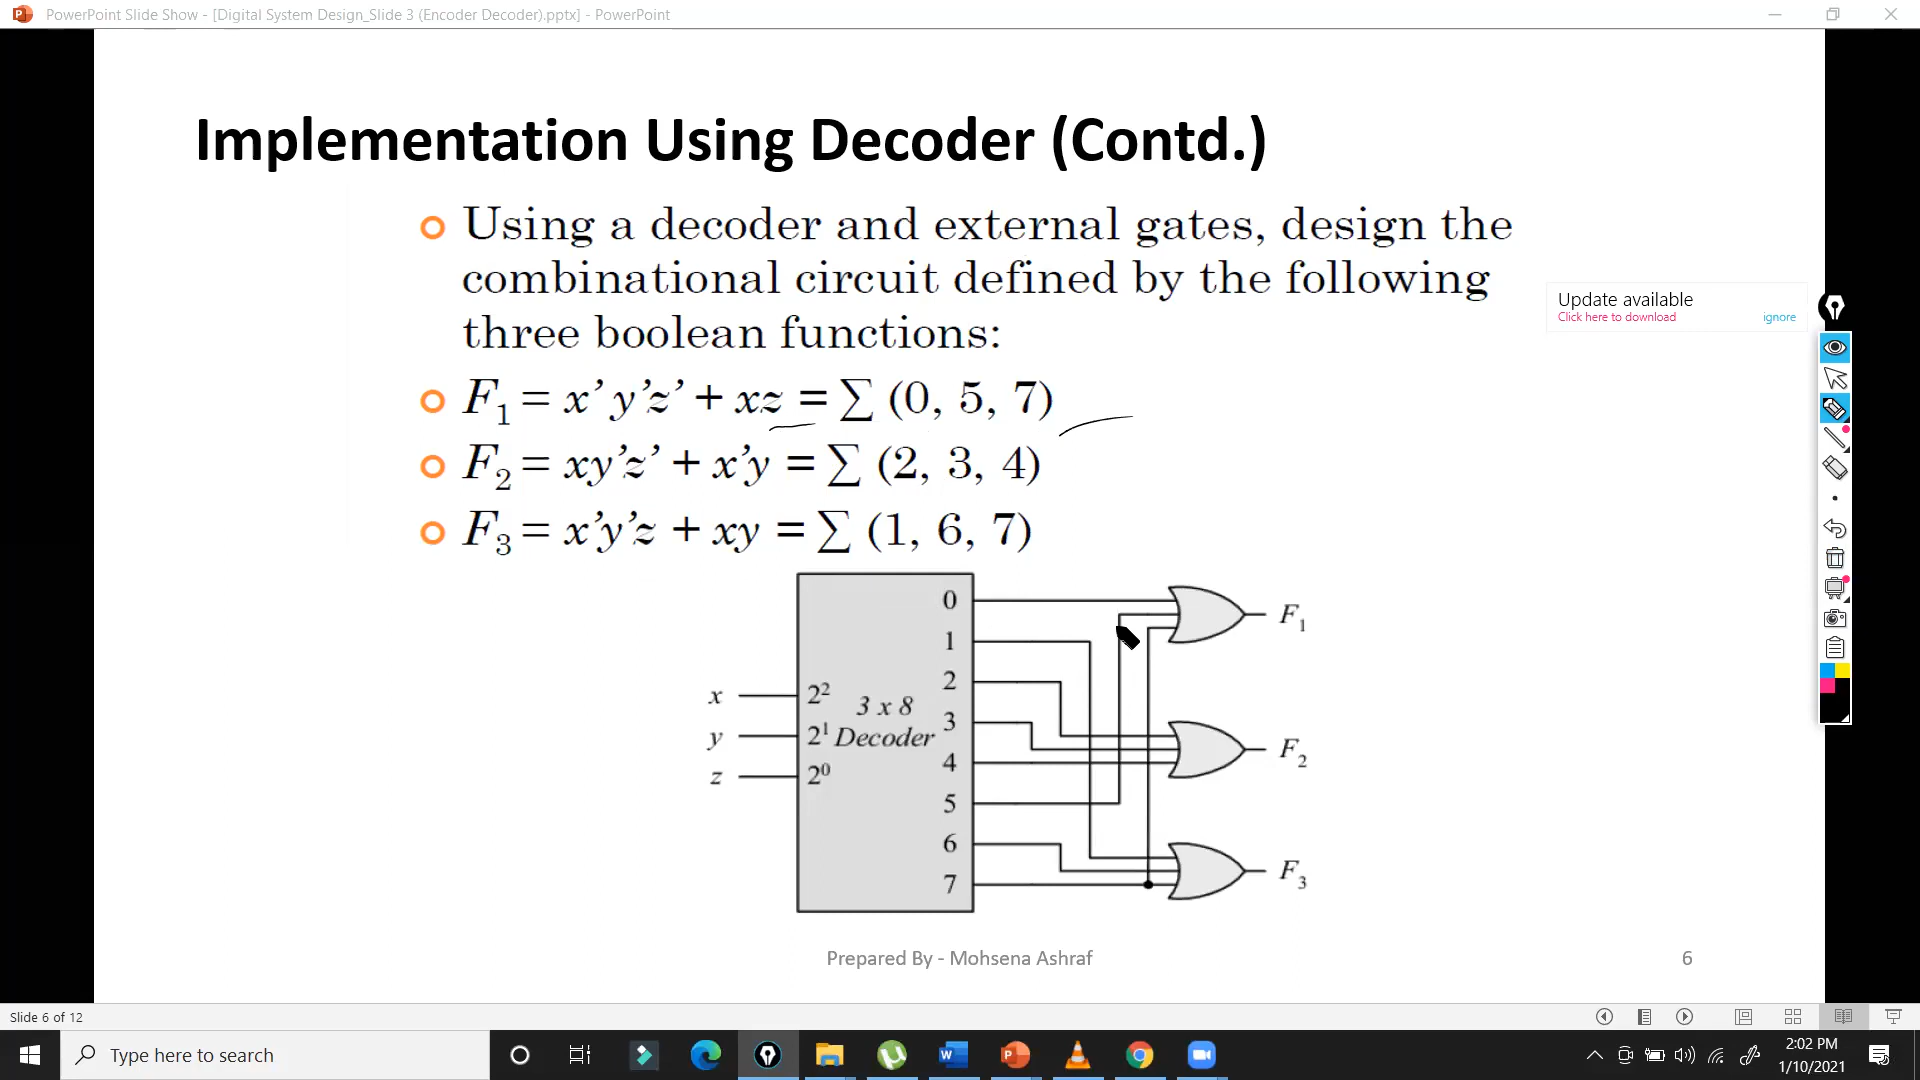 PowerPoint Slide Show - [Digital System Design_Slide 3 (Encoder Decoder).pptx] - PowerPoint
Implementation Using Decoder (Contd.)
Using a decoder and external gates, design the
combinational circuit defined by the following
three boolean functions:
F₁ = x’ y’z’ + xz = ∑ (0, 5, 7)
F₂ = xy’z’ + x’y = ∑ (2, 3, 4)
F₃ = x’y’z + xy = ∑ (1, 6, 7)
Update available
Click here to download ignore
0
1
2
3
4
5
6
7
x
y
z
2²
2¹
2⁰
3 x 8
Decoder
F₁
F₂
F₃
Prepared By - Mohsena Ashraf
6
Slide 6 of 12
Type here to search
2:02 PM
1/10/2021